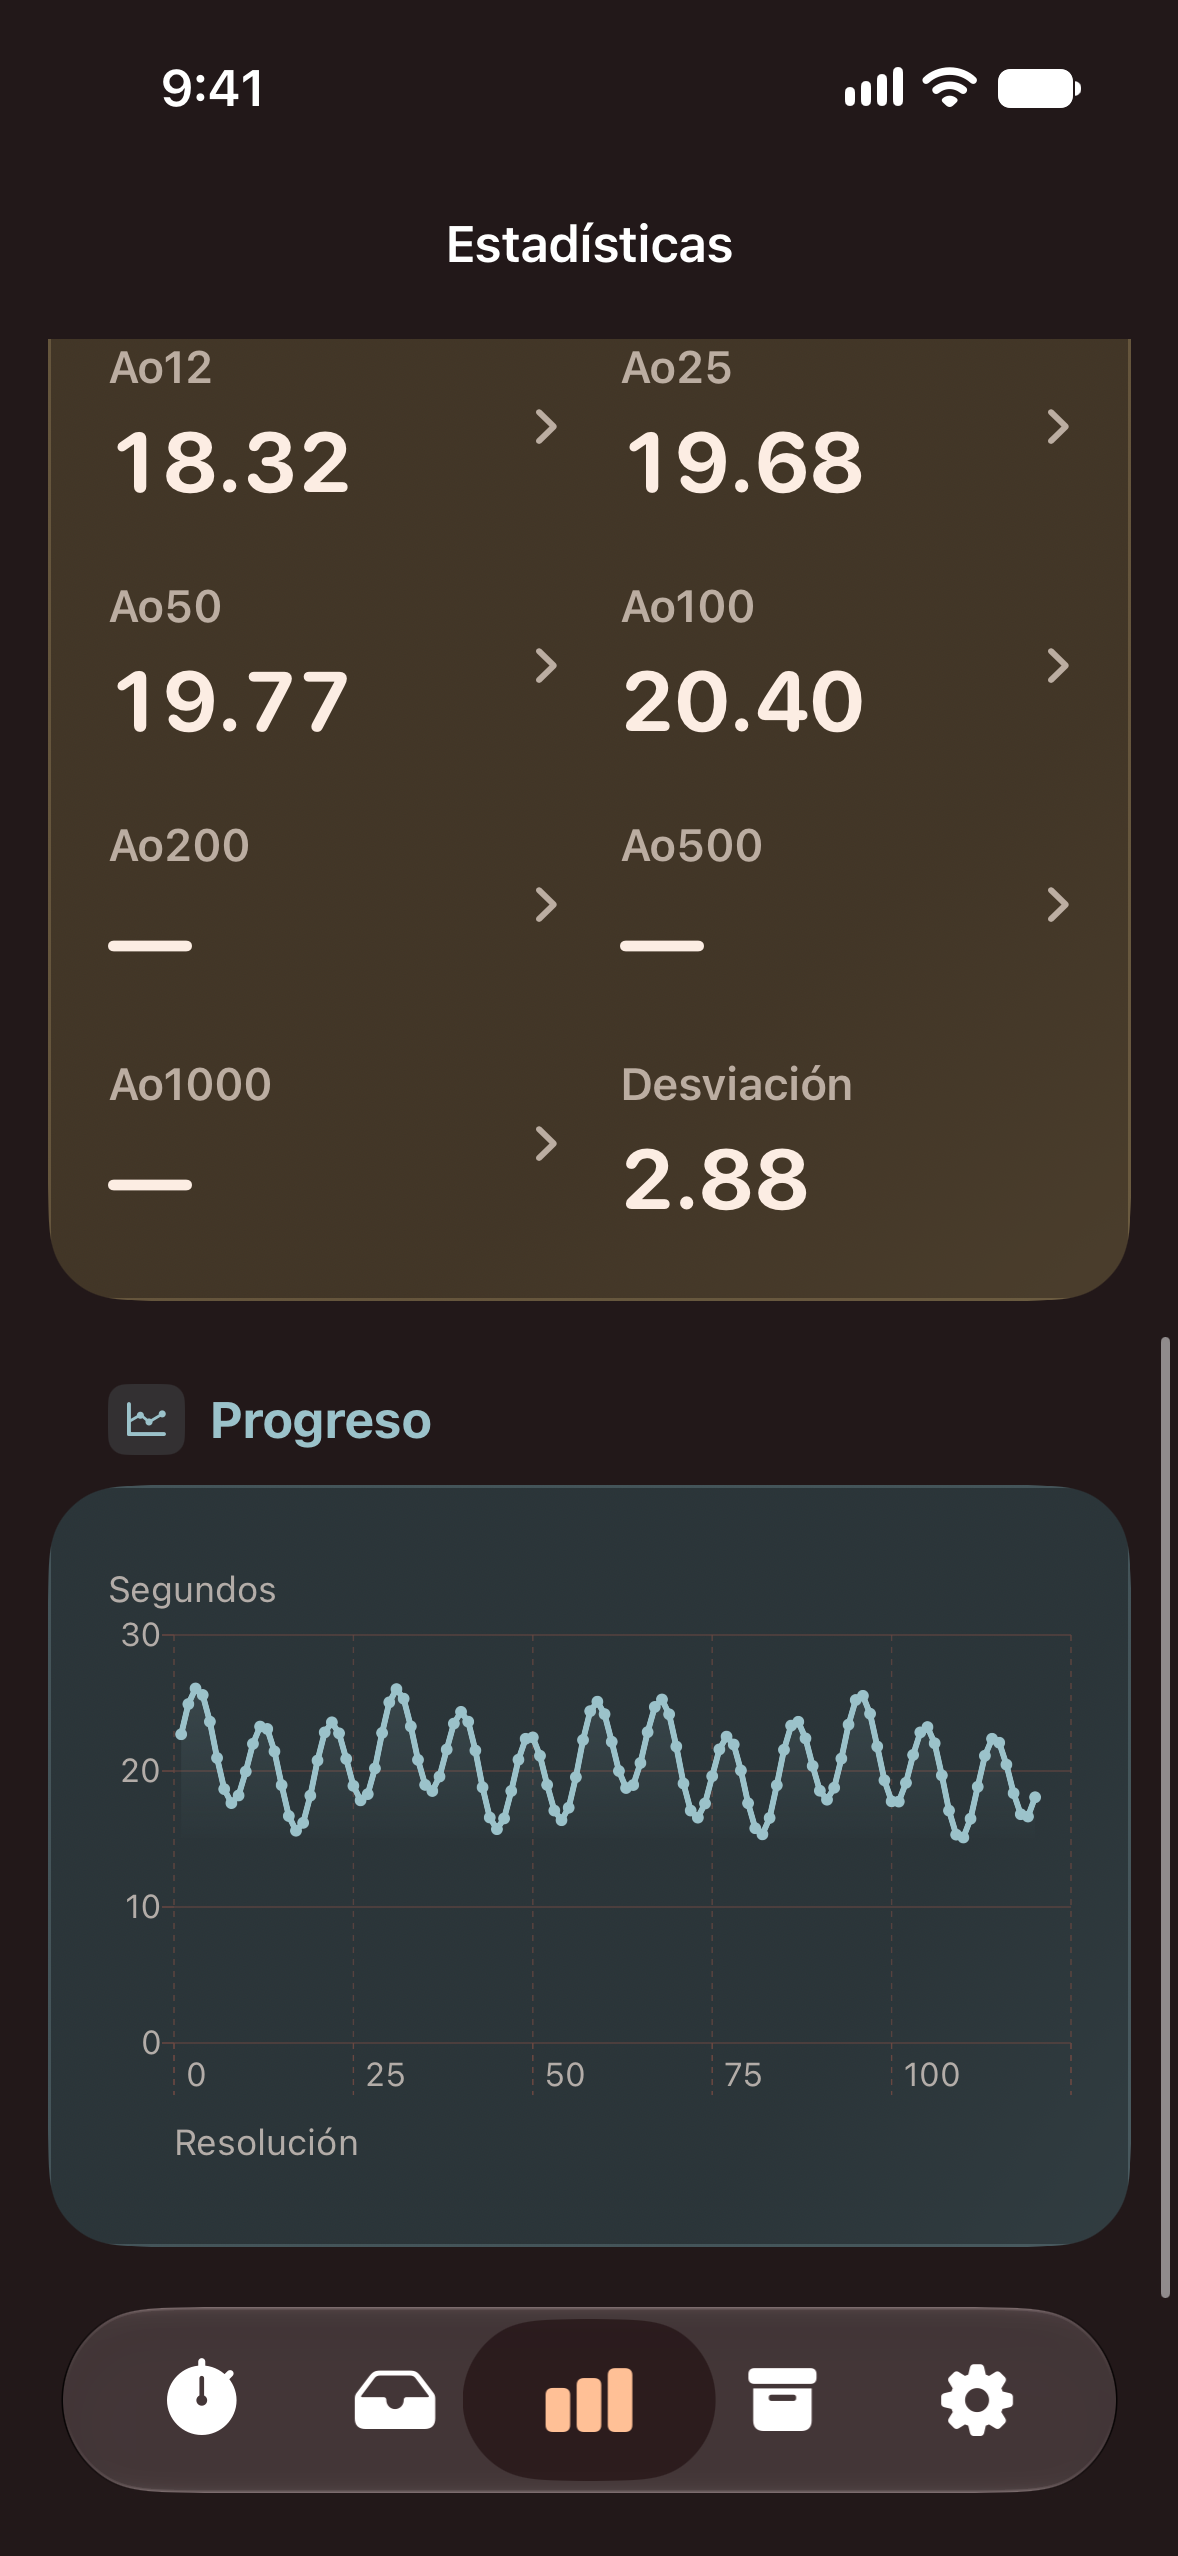 9:41
Estadísticas
Ao12 Ao25
18.32 19.68
Ao50 Ao100
19.77 20.40
Ao200 Ao500
— —
Ao1000 Desviación
— 2.88
Progreso
Segundos
30
20
10
0
0 25 50 75 100
Resolución